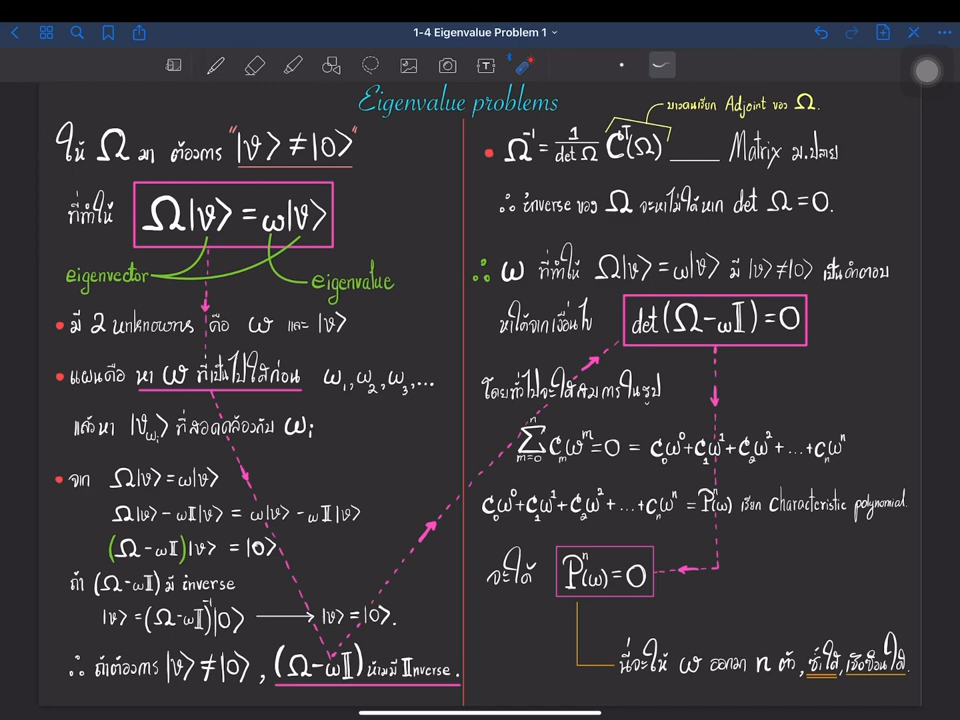 1-4 Eigenvalue Problem 1
Eigenvalue problems
ให้ Ω มา ต้องการ "|v⟩ ≠ |0⟩"
ที่ทำให้ Ω|v⟩ = ω|v⟩
eigenvector
eigenvalue
• มี 2 unknowns คือ ω และ |v⟩
• แผนคือ หา ω ที่เป็นไปได้ก่อน ω₁, ω₂, ω₃, ...
แล้วหา |v_ωᵢ⟩ ที่สอดคล้องกับ ωᵢ
• จาก Ω|v⟩ = ω|v⟩
Ω|v⟩ - ω𝕀|v⟩ = ω|v⟩ - ω𝕀|v⟩
(Ω - ω𝕀)|v⟩ = |0⟩
ถ้า (Ω - ω𝕀) มี inverse
|v⟩ = (Ω - ω𝕀)⁻¹|0⟩ → |v⟩ = |0⟩.
∴ ถ้าต้องการ |v⟩ ≠ |0⟩, (Ω - ω𝕀) ห้ามมี Inverse.
บางคนเรียก Adjoint ของ Ω.
• Ω⁻¹ = 1/det Ω Cᵀ(Ω) ____ Matrix ม.ปลาย
∴ inverse ของ Ω จะหาไม่ได้หาก det Ω = 0.
∴ ω ที่ทำให้ Ω|v⟩ = ω|v⟩ มี |v⟩ ≠ |0⟩ เป็นคำตอบ
หาได้จากเงื่อนไข det(Ω - ω𝕀) = 0
โดยทั่วไปจะได้สมการในรูป
∑ₘ₌₀ⁿ Cₘωᵐ = 0 = C₀ω⁰ + C₁ω¹ + C₂ω² + ... + Cₙωⁿ
C₀ω⁰ + C₁ω¹ + C₂ω² + ... + Cₙωⁿ = Pⁿ(ω) เรียก characteristic polynomial.
จะได้ Pⁿ(ω) = 0
นี่จะให้ ω ออกมา n ตัว, ซ้ำได้, เชิงซ้อนได้.